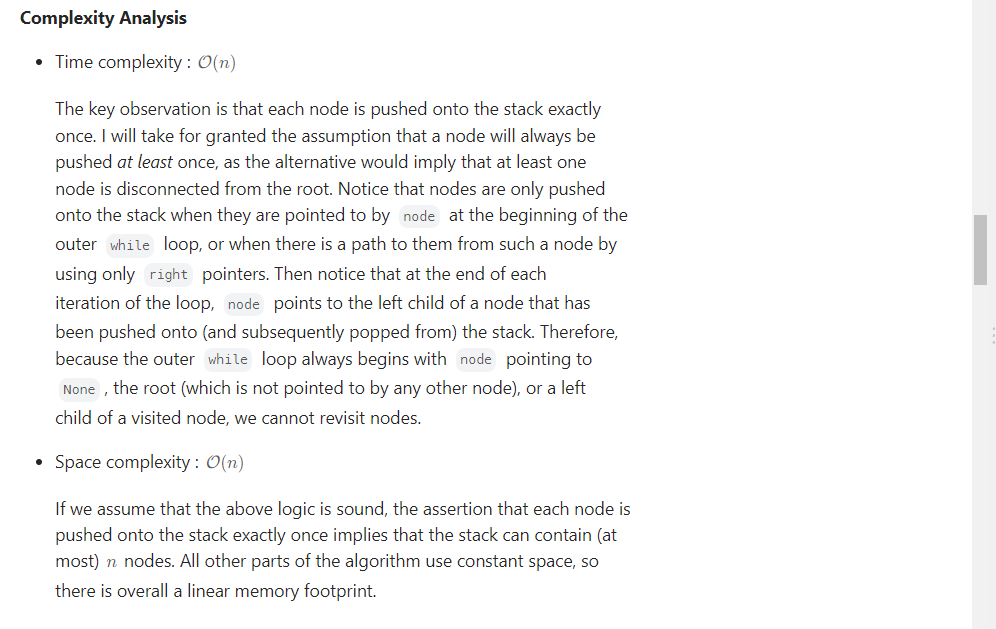 Complexity Analysis
• Time complexity : O(n)
The key observation is that each node is pushed onto the stack exactly
once. I will take for granted the assumption that a node will always be
pushed at least once, as the alternative would imply that at least one
node is disconnected from the root. Notice that nodes are only pushed
onto the stack when they are pointed to by node at the beginning of the
outer while loop, or when there is a path to them from such a node by
using only right pointers. Then notice that at the end of each
iteration of the loop, node points to the left child of a node that has
been pushed onto (and subsequently popped from) the stack. Therefore,
because the outer while loop always begins with node pointing to
None , the root (which is not pointed to by any other node), or a left
child of a visited node, we cannot revisit nodes.
• Space complexity : O(n)
If we assume that the above logic is sound, the assertion that each node is
pushed onto the stack exactly once implies that the stack can contain (at
most) n nodes. All other parts of the algorithm use constant space, so
there is overall a linear memory footprint.